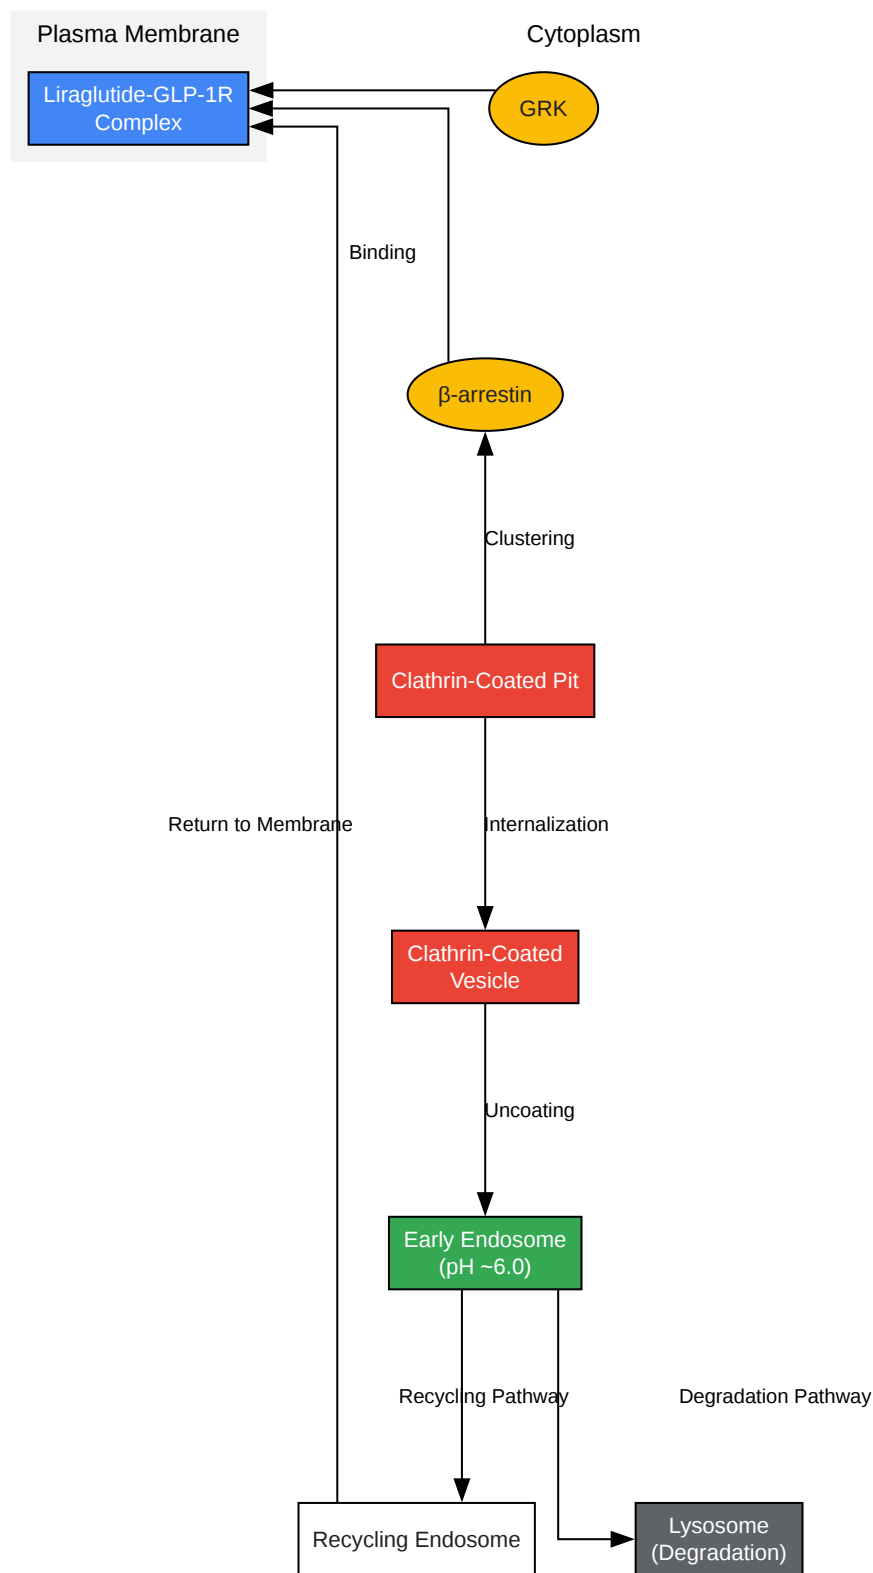 Plasma Membrane
Cytoplasm
Liraglutide-GLP-1R
Complex
GRK
Binding
β-arrestin
Clustering
Clathrin-Coated Pit
Return to Membrane
Internalization
Clathrin-Coated
Vesicle
Uncoating
Early Endosome
(pH ~6.0)
Recycling Pathway
Degradation Pathway
Recycling Endosome
Lysosome
(Degradation)